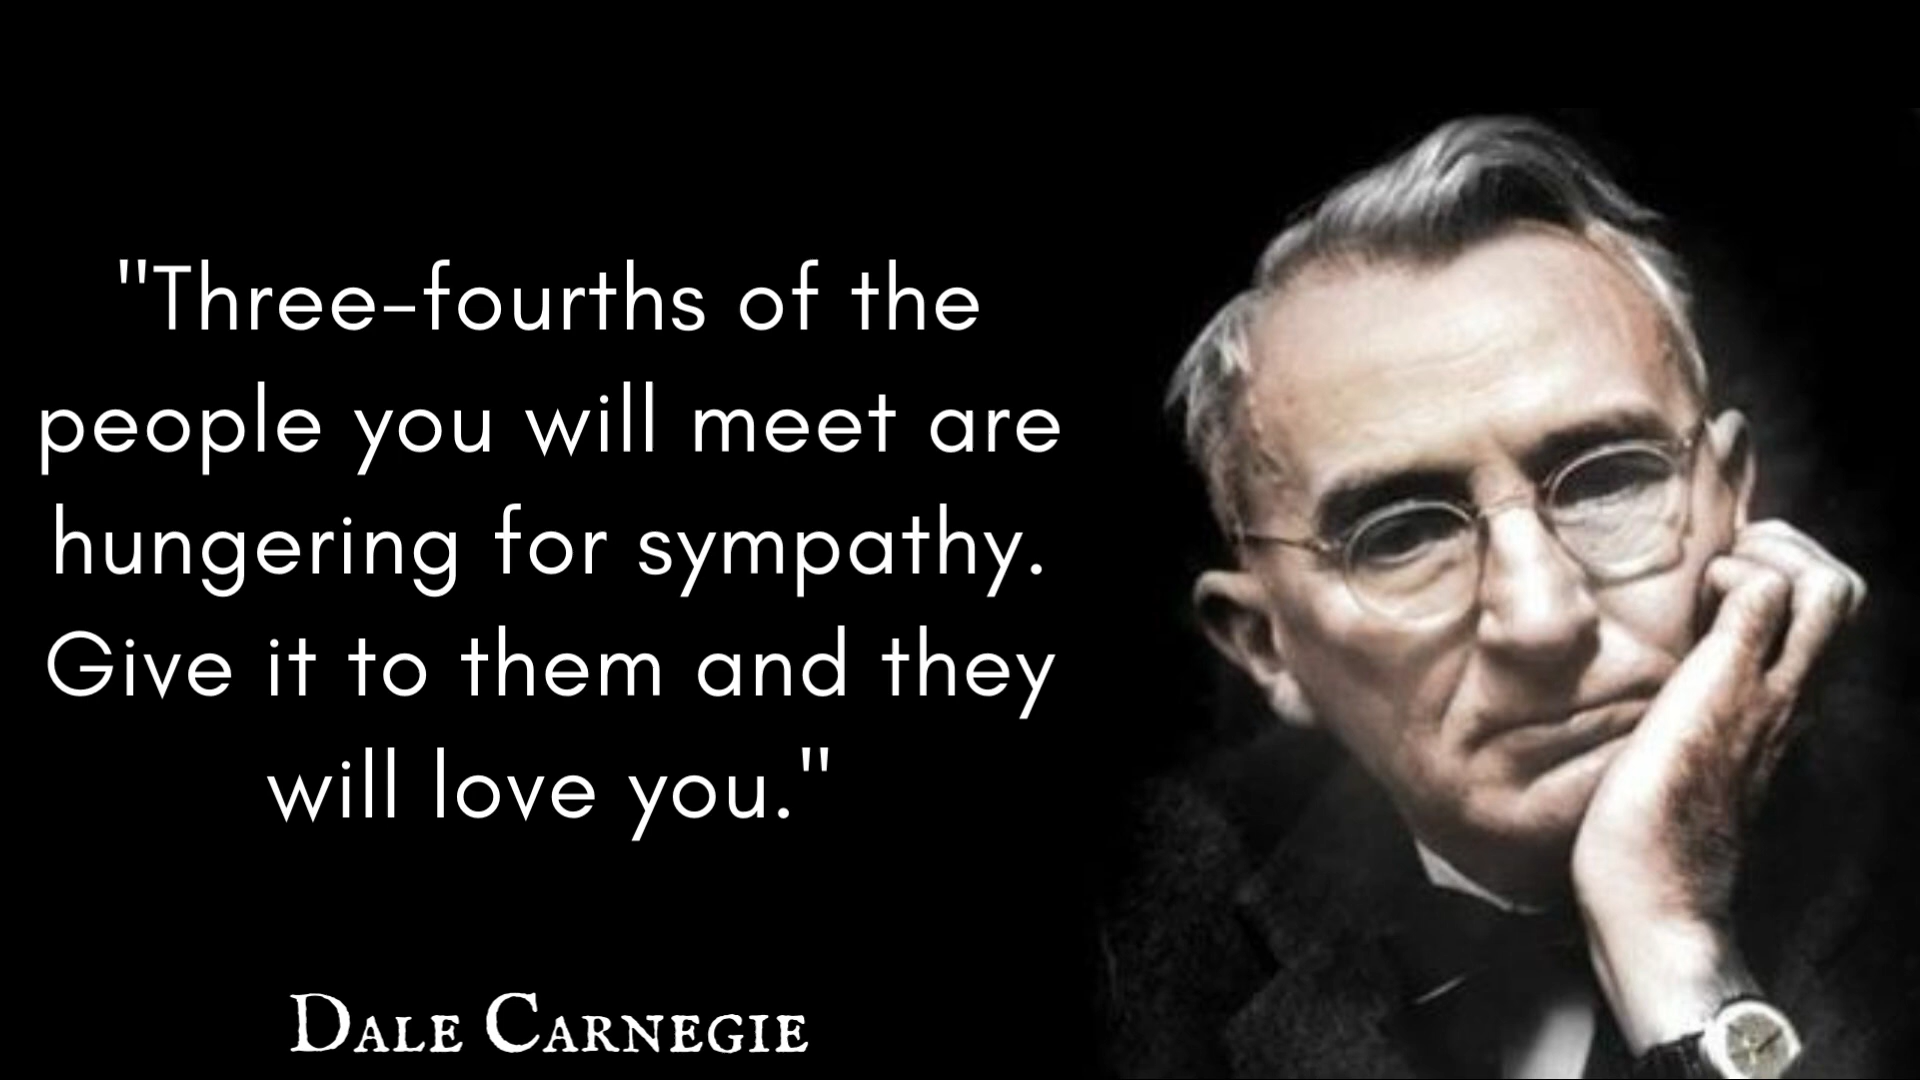 "Three-fourths of the
people you will meet are
hungering for sympathy.
Give it to them and they
will love you."
Dale Carnegie